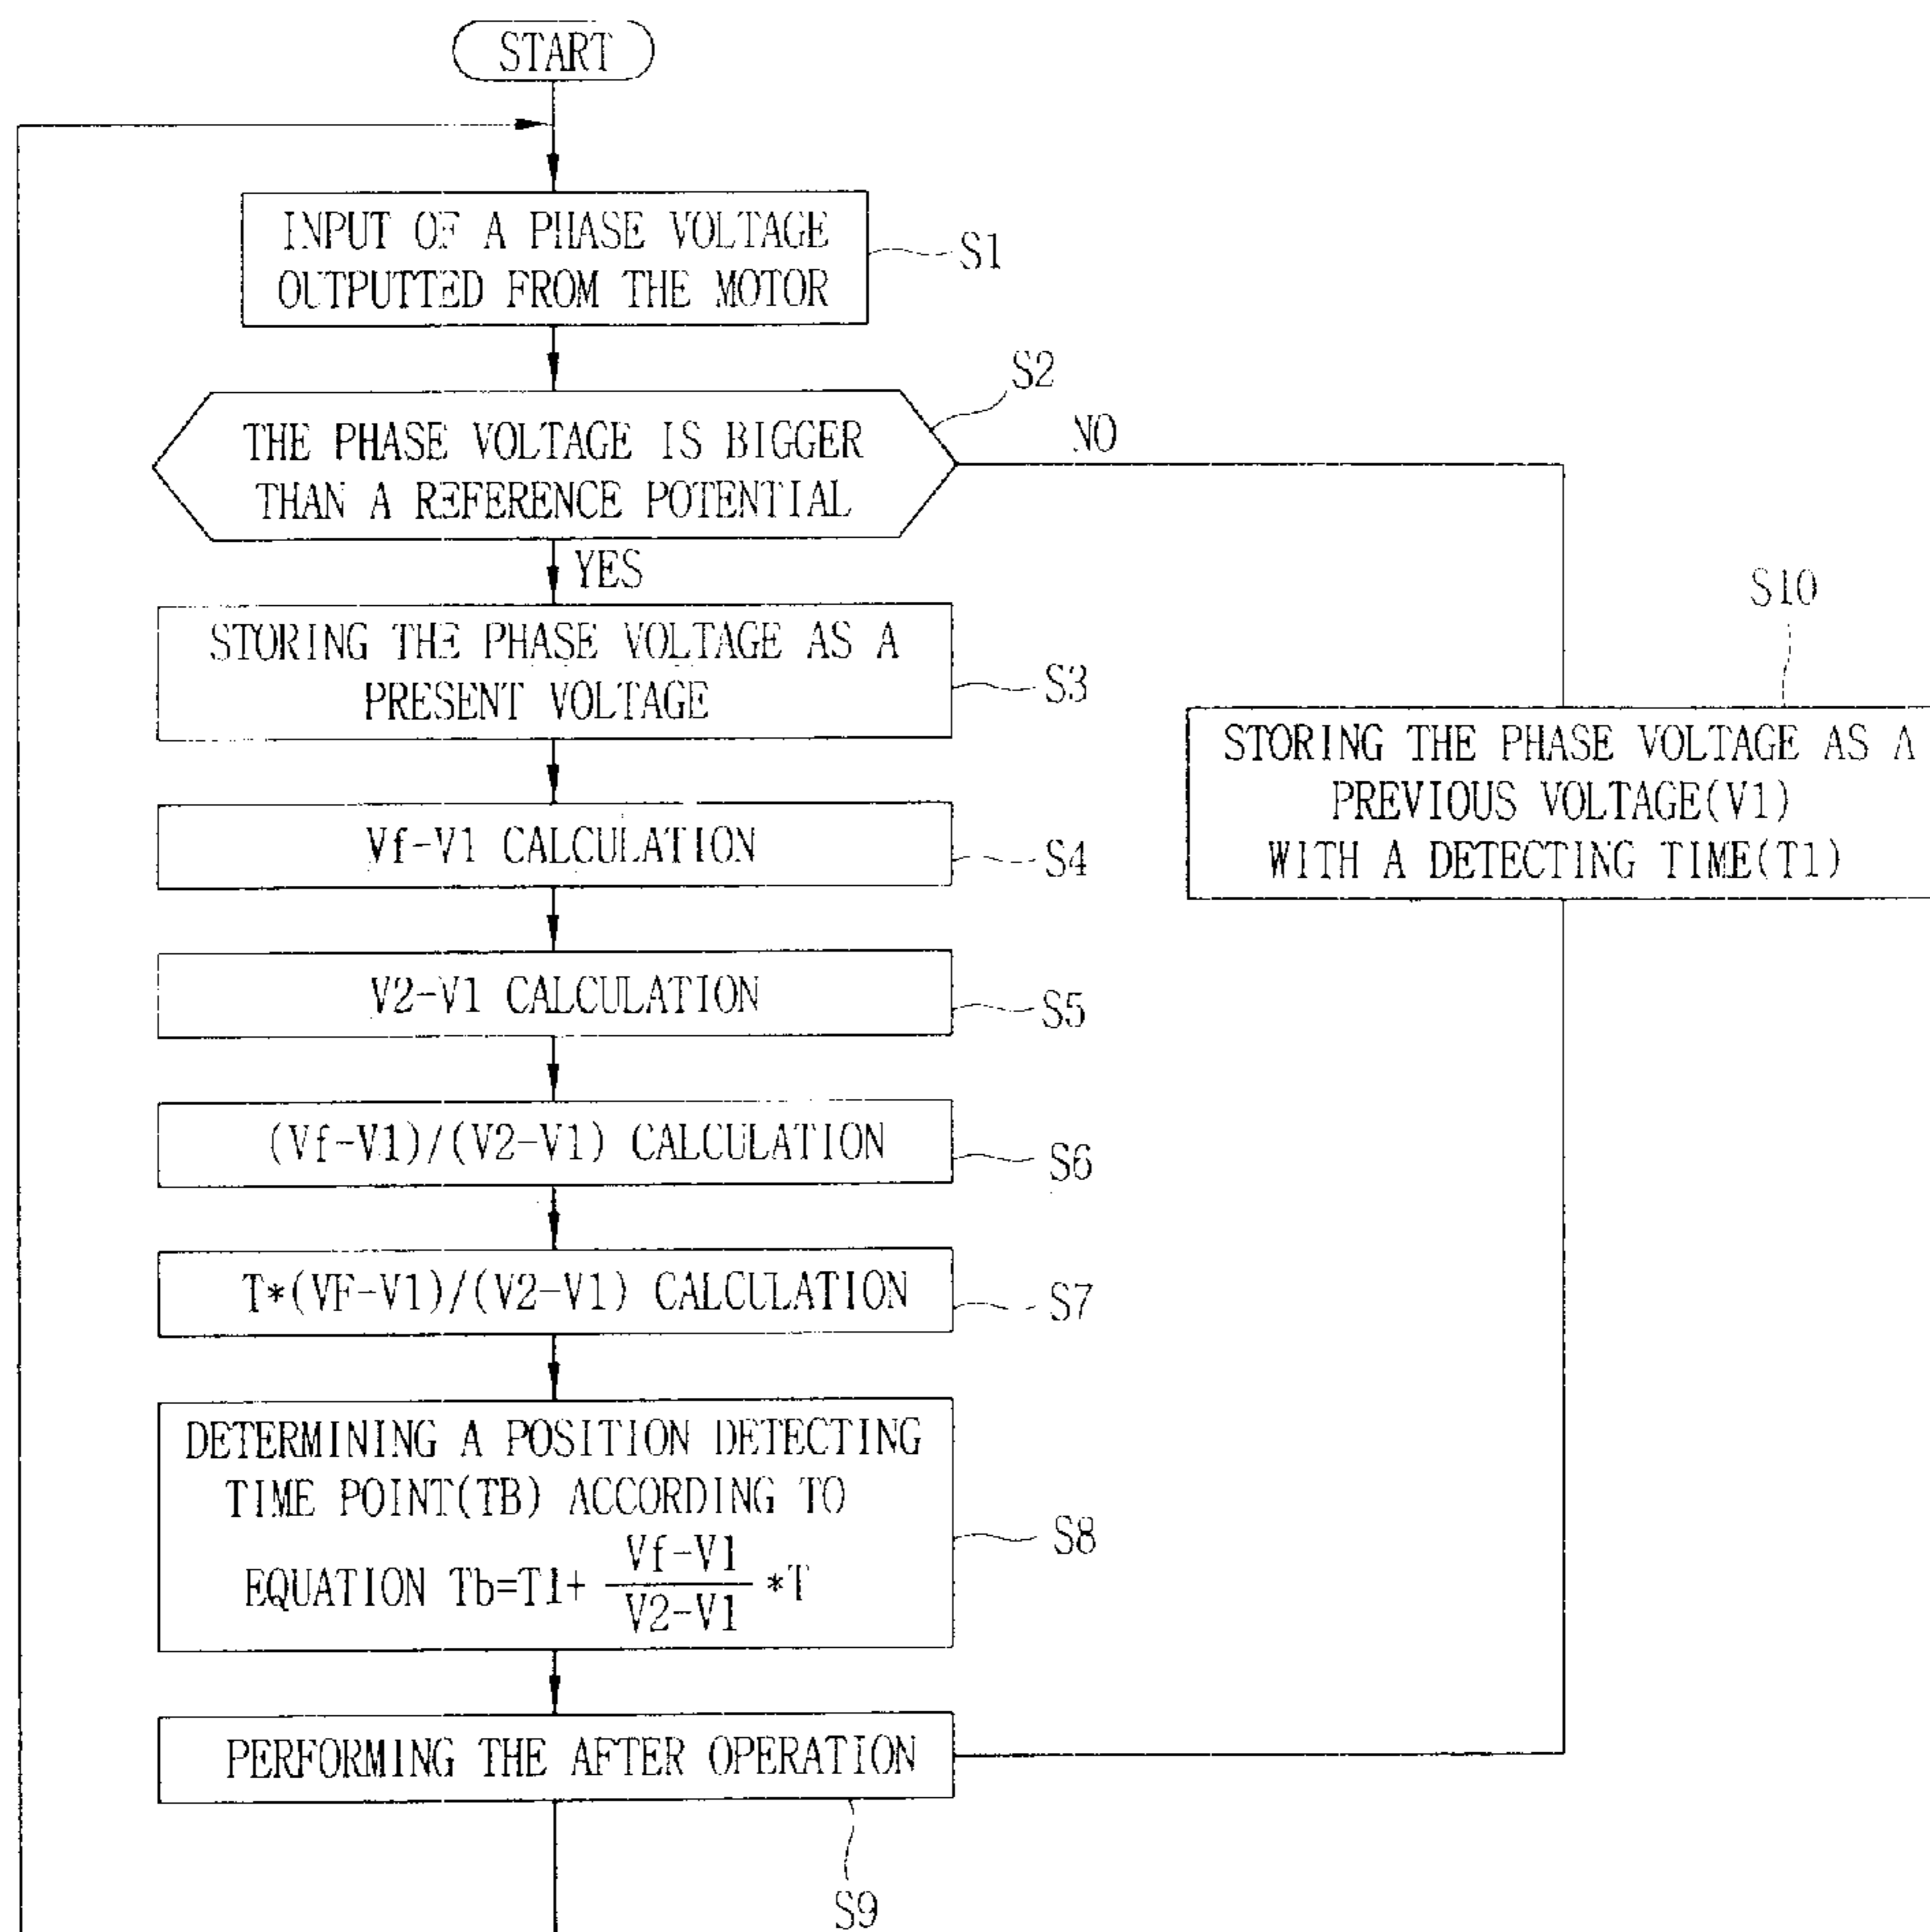 START
INPUT OF A PHASE VOLTAGE
OUTPUTTED FROM THE MOTOR
S1
S2
THE PHASE VOLTAGE IS BIGGER
THAN A REFERENCE POTENTIAL
NO
YES
STORING THE PHASE VOLTAGE AS A
PRESENT VOLTAGE
S3
S10
STORING THE PHASE VOLTAGE AS A
PREVIOUS VOLTAGE(V1)
WITH A DETECTING TIME(T1)
Vf-V1 CALCULATION
S4
V2-V1 CALCULATION
S5
(Vf-V1)/(V2-V1) CALCULATION
S6
T*(VF-V1)/(V2-V1) CALCULATION
S7
DETERMINING A POSITION DETECTING
TIME POINT(TB) ACCORDING TO
EQUATION Tb=T1+ Vf-V1 / V2-V1 *T
S8
PERFORMING THE AFTER OPERATION
S9